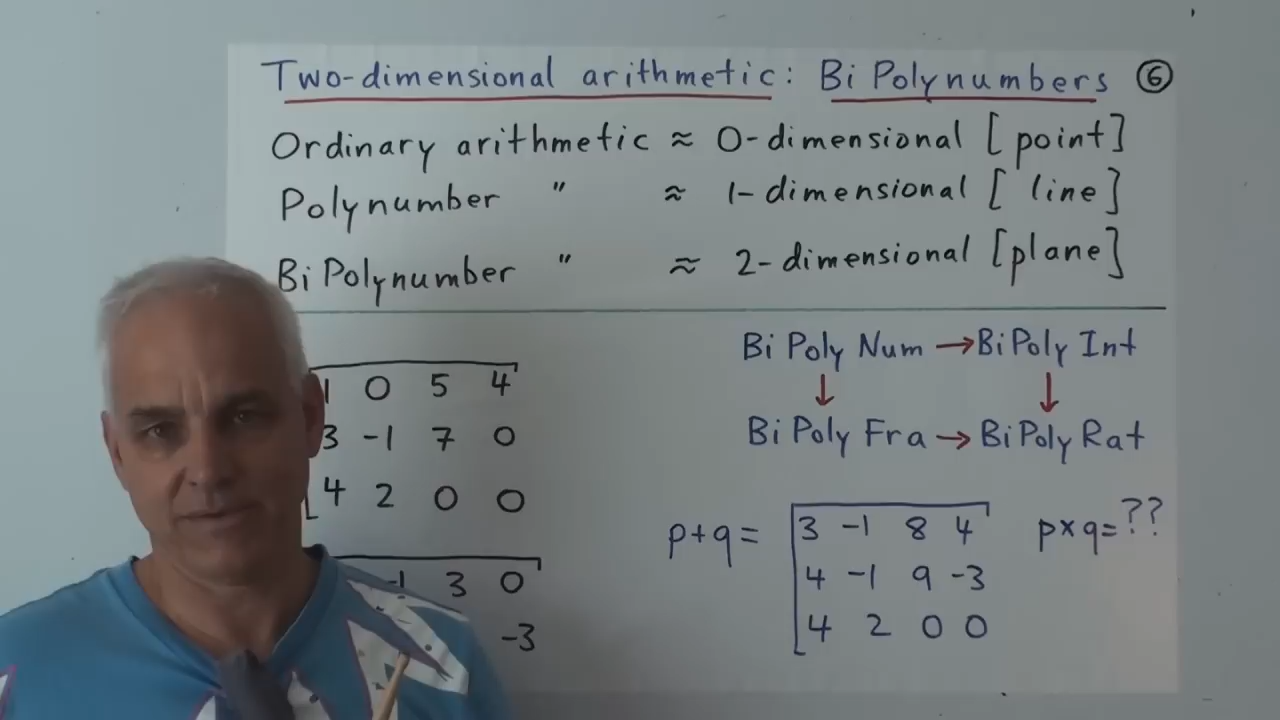 Two-dimensional arithmetic: Bi Polynumbers ⑥
Ordinary arithmetic ≈ 0-dimensional [point]
Polynumber " ≈ 1-dimensional [line]
Bi Polynumber " ≈ 2-dimensional [plane]
1 0 5 4
3 -1 7 0
4 2 0 0
-1 3 0
-3
Bi Poly Num → Bi Poly Int
↓ ↓
Bi Poly Fra → Bi Poly Rat
p+q= 3 -1 8 4 p×q=??
4 -1 9 -3
4 2 0 0